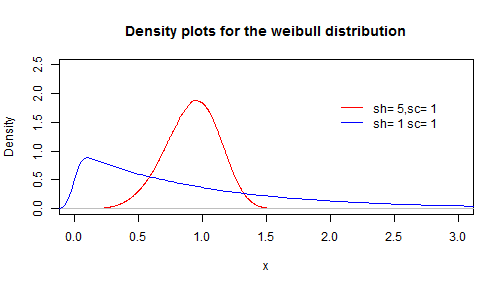 Density plots for the weibull distribution
Density
2.5
2.0
1.5
1.0
0.5
0.0
sh= 5,sc= 1
sh= 1 sc= 1
0.0 0.5 1.0 1.5 2.0 2.5 3.0
x